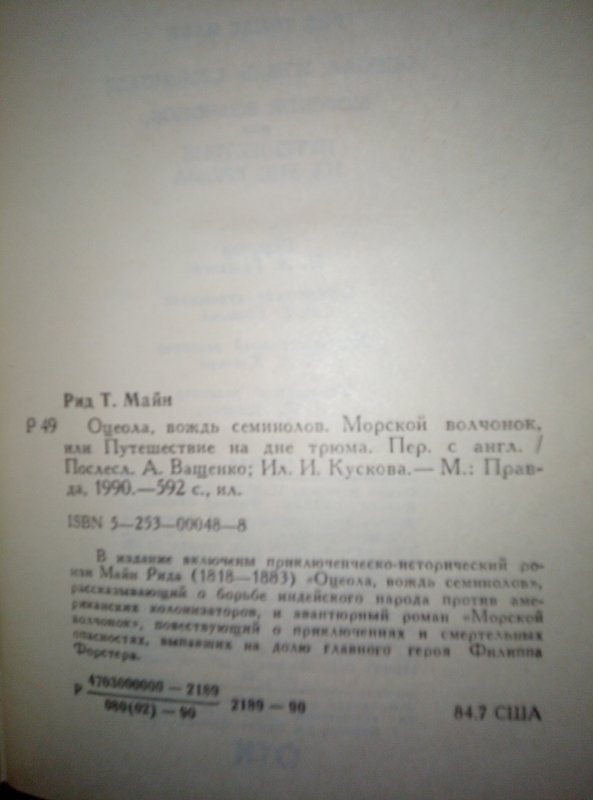 Рид Т. Майн
Р 49 Оцеола, вождь семинолов. Морской волчонок,
или Путешествие на дне трюма. Пер. с англ. /
Послесл. А. Ващенко; Ил. И. Кускова.— М.: Прав-
да, 1990.—592 с., ил.
ISBN 5—253—00048—8
В издание включены приключенческо-исторический ро-
ман Майн Рида (1818—1883) «Оцеола, вождь семинолов»,
рассказывающий о борьбе индейского народа против аме-
риканских колонизаторов, и авантюрный роман «Морской
волчонок», повествующий о приключениях и смертельных
опасностях, выпавших на долю главного героя Филиппа
Форстера.
Р 4703000000—2189
080(02)—90 2189—90
84.7 США